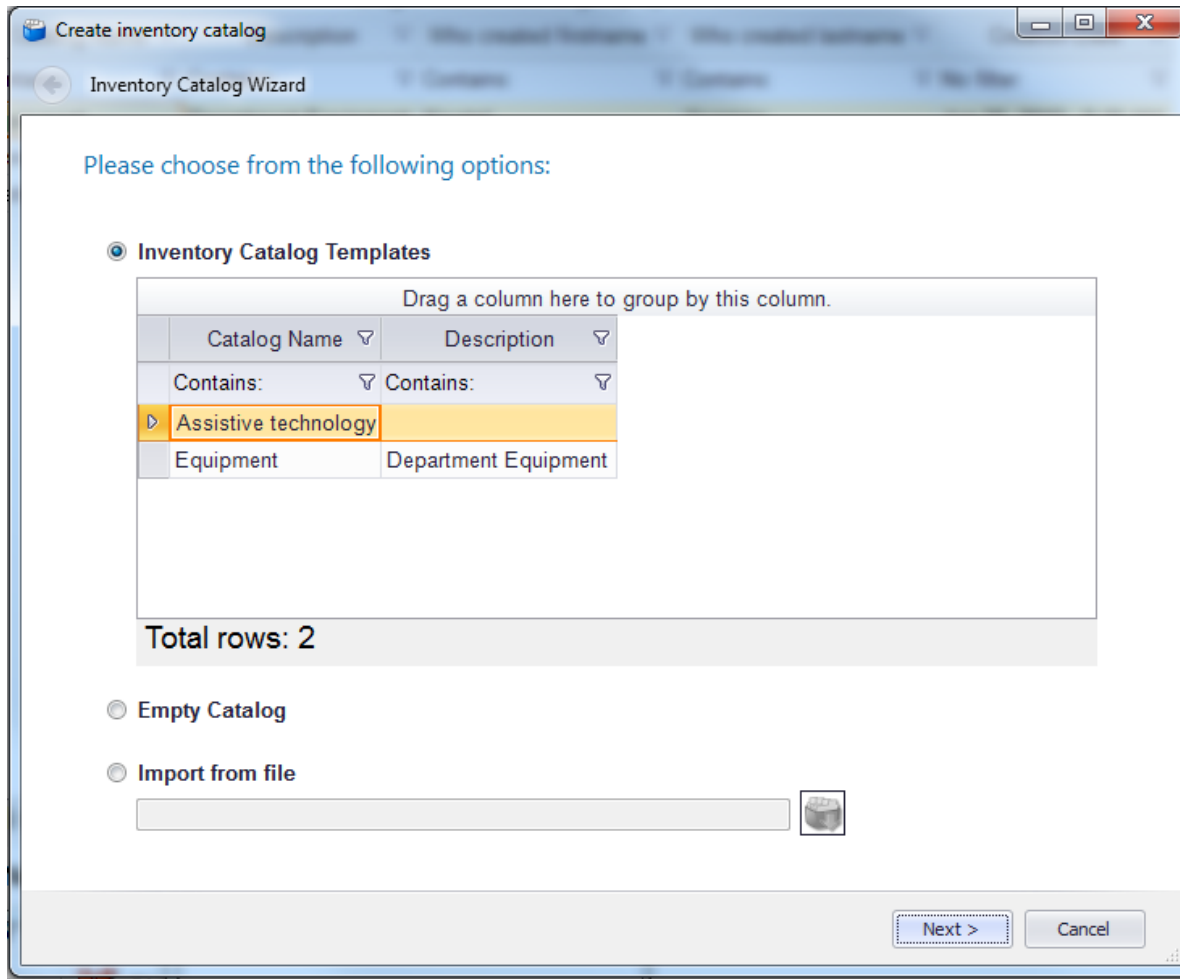 Create inventory catalog
Inventory Catalog Wizard
Please choose from the following options:
Inventory Catalog Templates
Drag a column here to group by this column.
Catalog Name Description
Contains: Contains:
Assistive technology
Equipment Department Equipment
Total rows: 2
Empty Catalog
Import from file
Next > Cancel